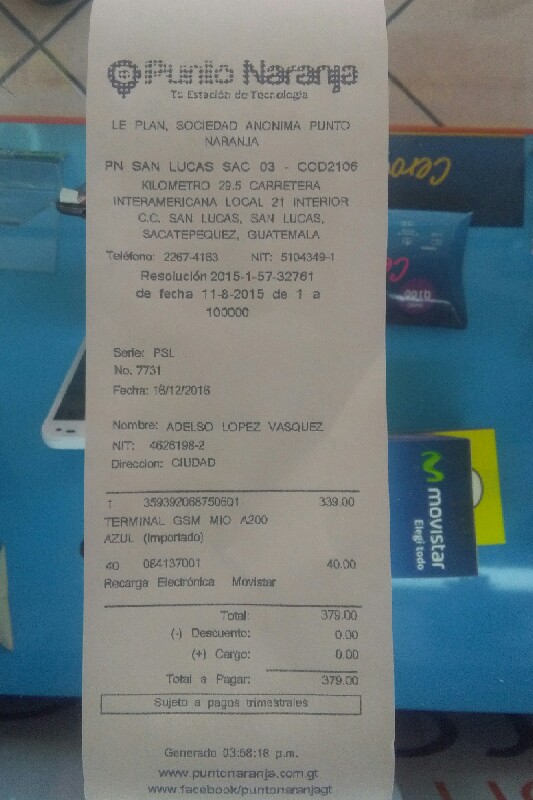 Punto Naranja
Tu Estación de Tecnología
LE PLAN, SOCIEDAD ANONIMA PUNTO
NARANJA
PN SAN LUCAS SAC 03 - COD2106
KILOMETRO 29.5 CARRETERA
INTERAMERICANA LOCAL 21 INTERIOR
C.C. SAN LUCAS, SAN LUCAS,
SACATEPEQUEZ, GUATEMALA
Teléfono: 2267-4183 NIT: 5104349-1
Resolución 2015-1-57-32761
de fecha 11-8-2015 de 1 a
100000
Serie: PSL
No. 7731
Fecha: 16/12/2016
Nombre: ADELSO LOPEZ VASQUEZ
NIT: 4626198-2
Direccion: CIUDAD
1 359392068750601 339.00
TERMINAL GSM MIO A200
AZUL (Importado)
40 084137001 40.00
Recarga Electrónica Movistar
Total: 379.00
(-) Descuento: 0.00
(+) Cargo: 0.00
Total a Pagar: 379.00
Sujeto a pagos trimestrales
Generado 03:58:18 p.m.
www.puntonaranja.com.gt
www.facebook/puntonaranjagt
Cero
movistar
Elegí todo